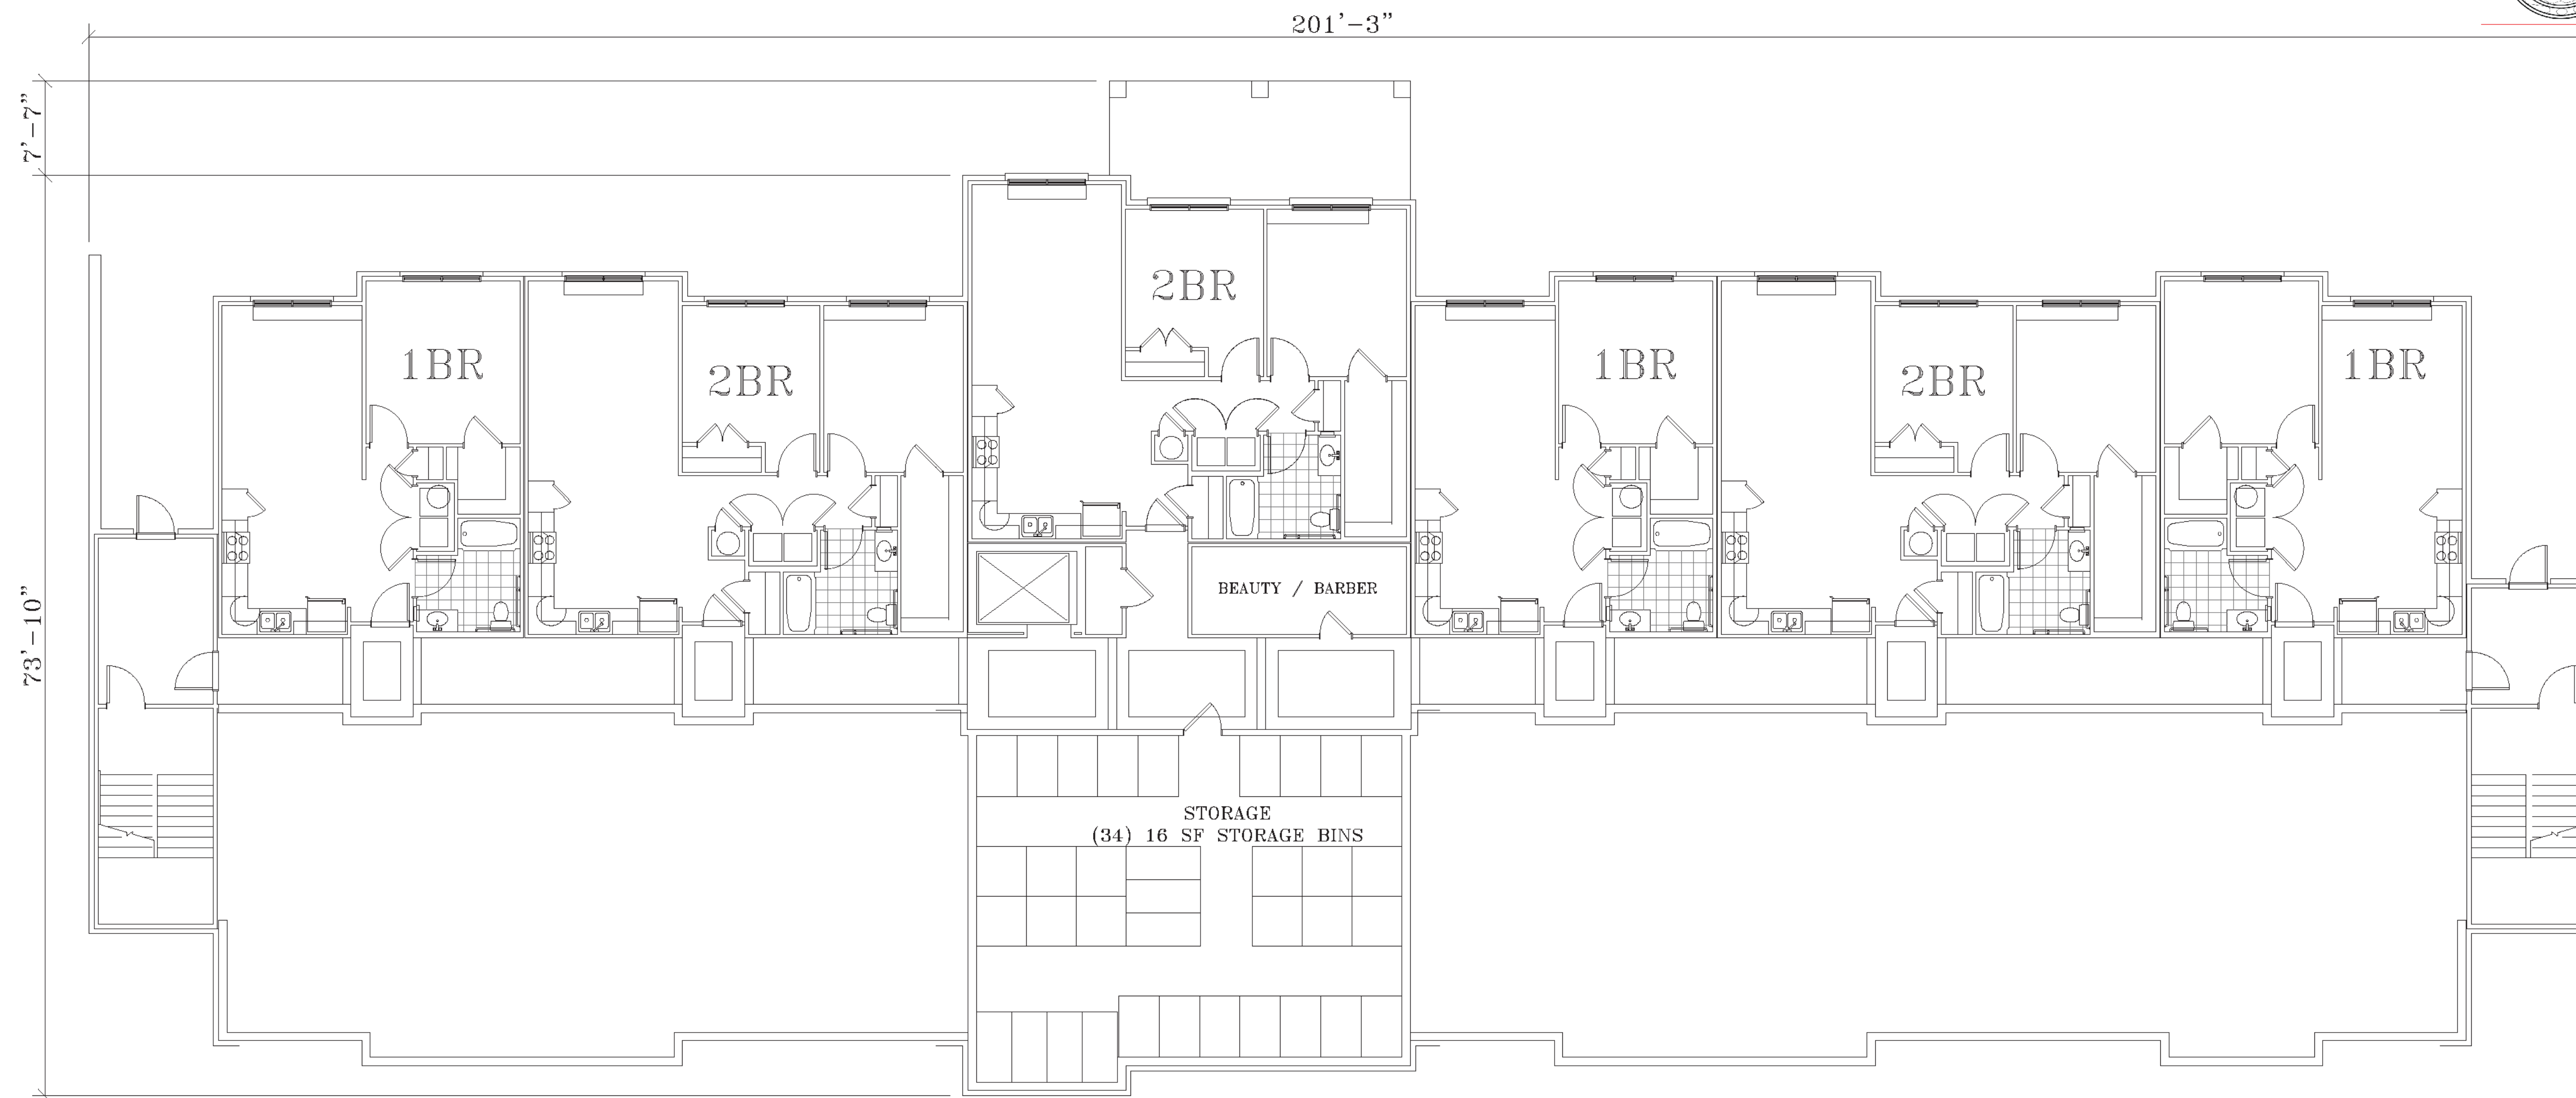 201'-3"
7'-7"
2BR
1BR
2BR
1BR
2BR
1BR
73'-10"
BEAUTY / BARBER
STORAGE
(34) 16 SF STORAGE BINS